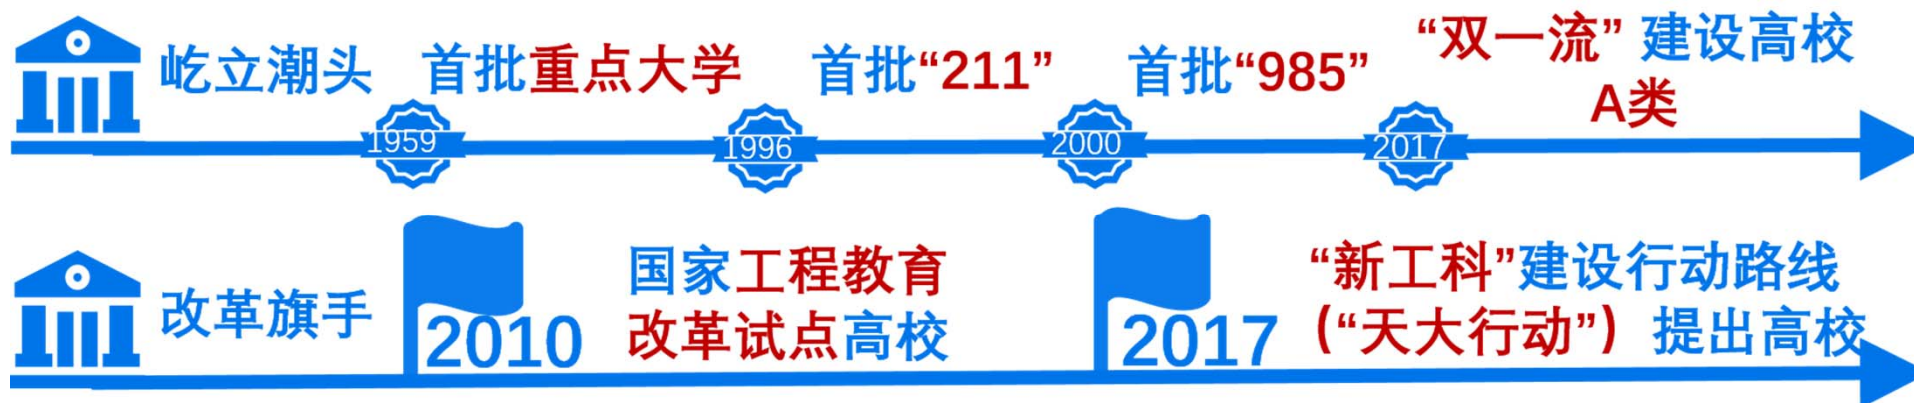 屹立潮头
首批重点大学
首批“211”
首批“985”
“双一流” 建设高校
A类
1959
1996
2000
2017
改革旗手
2010
国家工程教育
改革试点高校
2017
“新工科”建设行动路线
（“天大行动”） 提出高校